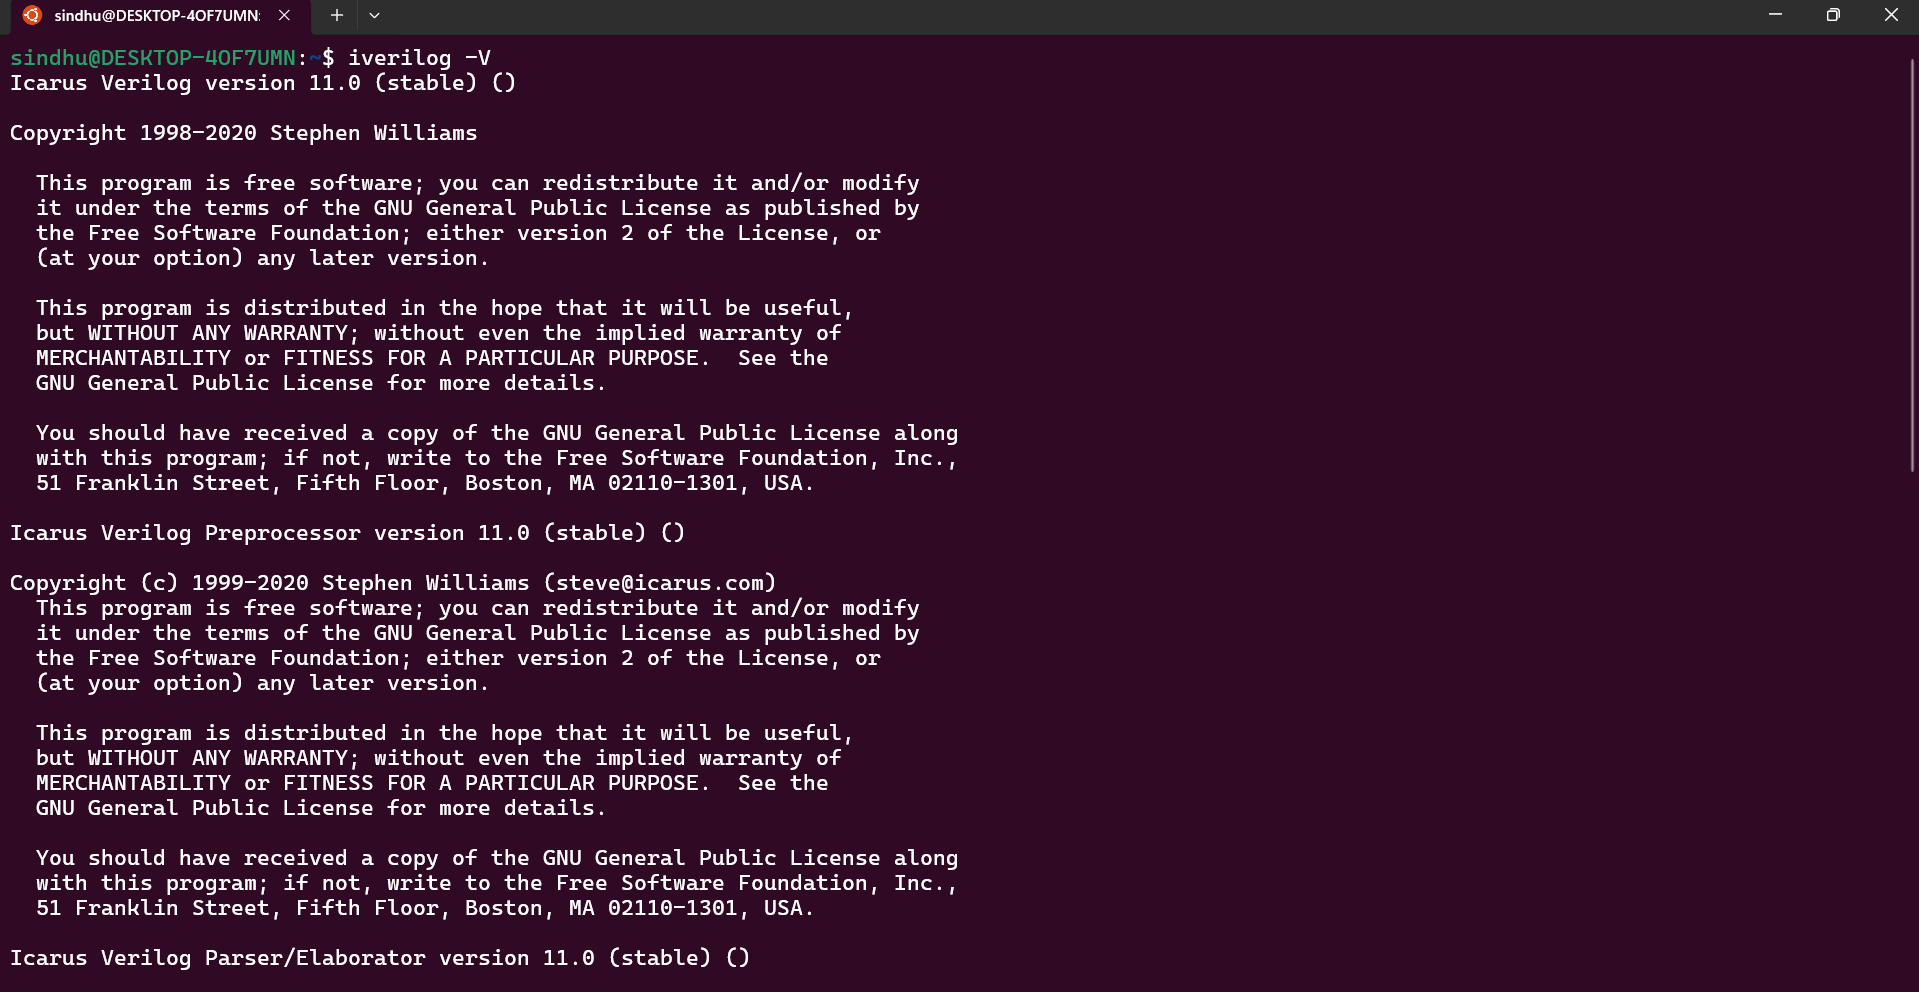 sindhu@DESKTOP-4OF7UMN:
sindhu@DESKTOP-4OF7UMN:~$ iverilog -V
Icarus Verilog version 11.0 (stable) ()
Copyright 1998-2020 Stephen Williams
This program is free software; you can redistribute it and/or modify
it under the terms of the GNU General Public License as published by
the Free Software Foundation; either version 2 of the License, or
(at your option) any later version.
This program is distributed in the hope that it will be useful,
but WITHOUT ANY WARRANTY; without even the implied warranty of
MERCHANTABILITY or FITNESS FOR A PARTICULAR PURPOSE.  See the
GNU General Public License for more details.
You should have received a copy of the GNU General Public License along
with this program; if not, write to the Free Software Foundation, Inc.,
51 Franklin Street, Fifth Floor, Boston, MA 02110-1301, USA.
Icarus Verilog Preprocessor version 11.0 (stable) ()
Copyright (c) 1999-2020 Stephen Williams (steve@icarus.com)
This program is free software; you can redistribute it and/or modify
it under the terms of the GNU General Public License as published by
the Free Software Foundation; either version 2 of the License, or
(at your option) any later version.
This program is distributed in the hope that it will be useful,
but WITHOUT ANY WARRANTY; without even the implied warranty of
MERCHANTABILITY or FITNESS FOR A PARTICULAR PURPOSE.  See the
GNU General Public License for more details.
You should have received a copy of the GNU General Public License along
with this program; if not, write to the Free Software Foundation, Inc.,
51 Franklin Street, Fifth Floor, Boston, MA 02110-1301, USA.
Icarus Verilog Parser/Elaborator version 11.0 (stable) ()